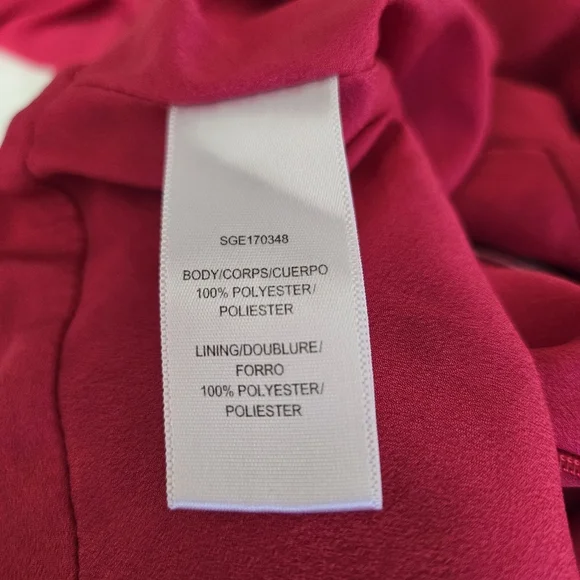 SGE170348
BODY/CORPS/CUERPO
100% POLYESTER/
POLIESTER
LINING/DOUBLURE/
FORRO
100% POLYESTER/
POLIESTER